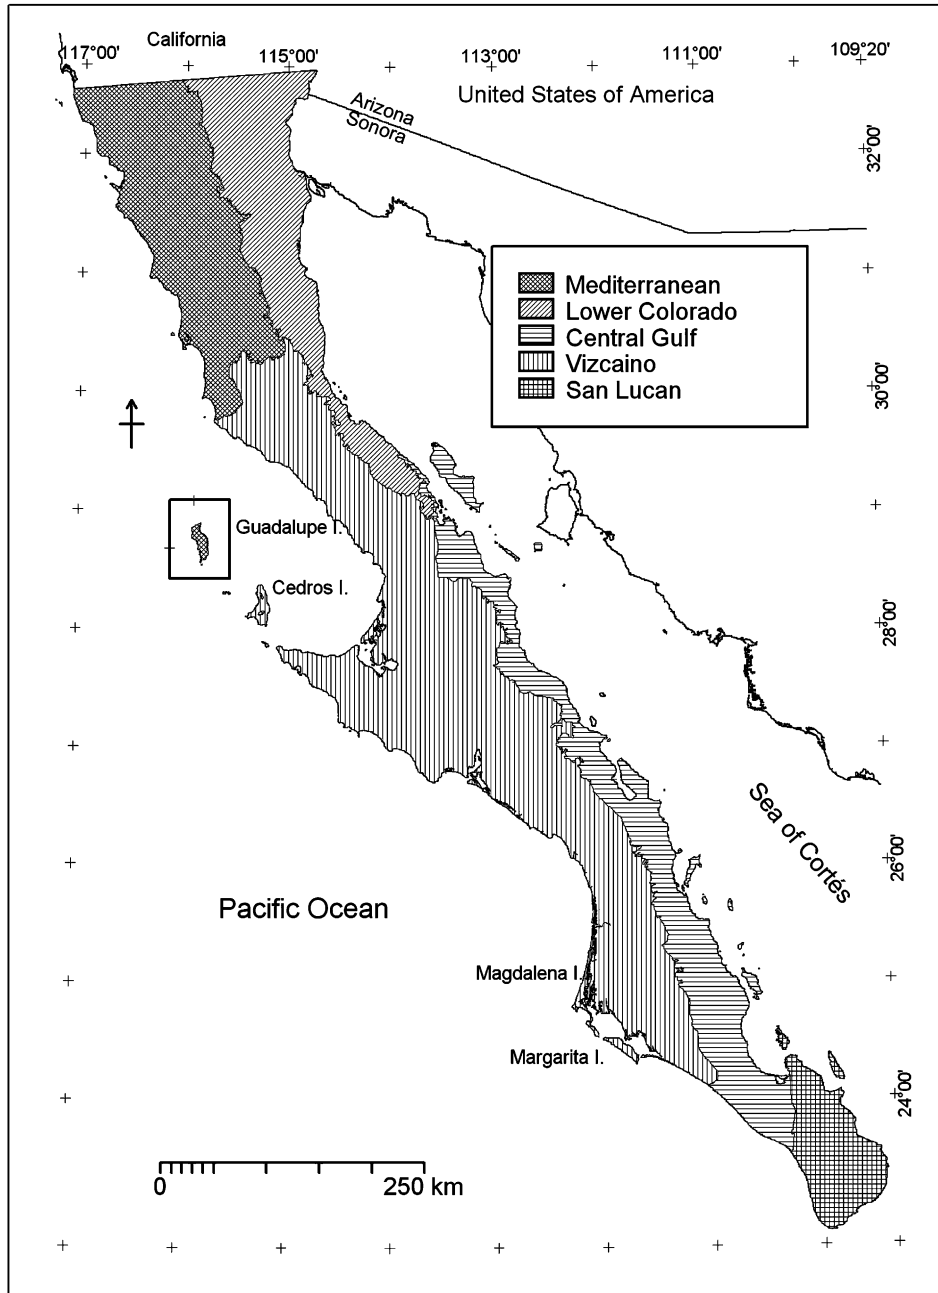 California
117°00'
115°00'
113°00'
111°00'
109°20'
United States of America
Arizona
Sonora
32°00'
Mediterranean
Lower Colorado
Central Gulf
Vizcaino
San Lucan
30°00'
Guadalupe I.
Cedros I.
28°00'
Sea of Cortés
26°00'
Pacific Ocean
Magdalena I.
Margarita I.
24°00'
0
250 km